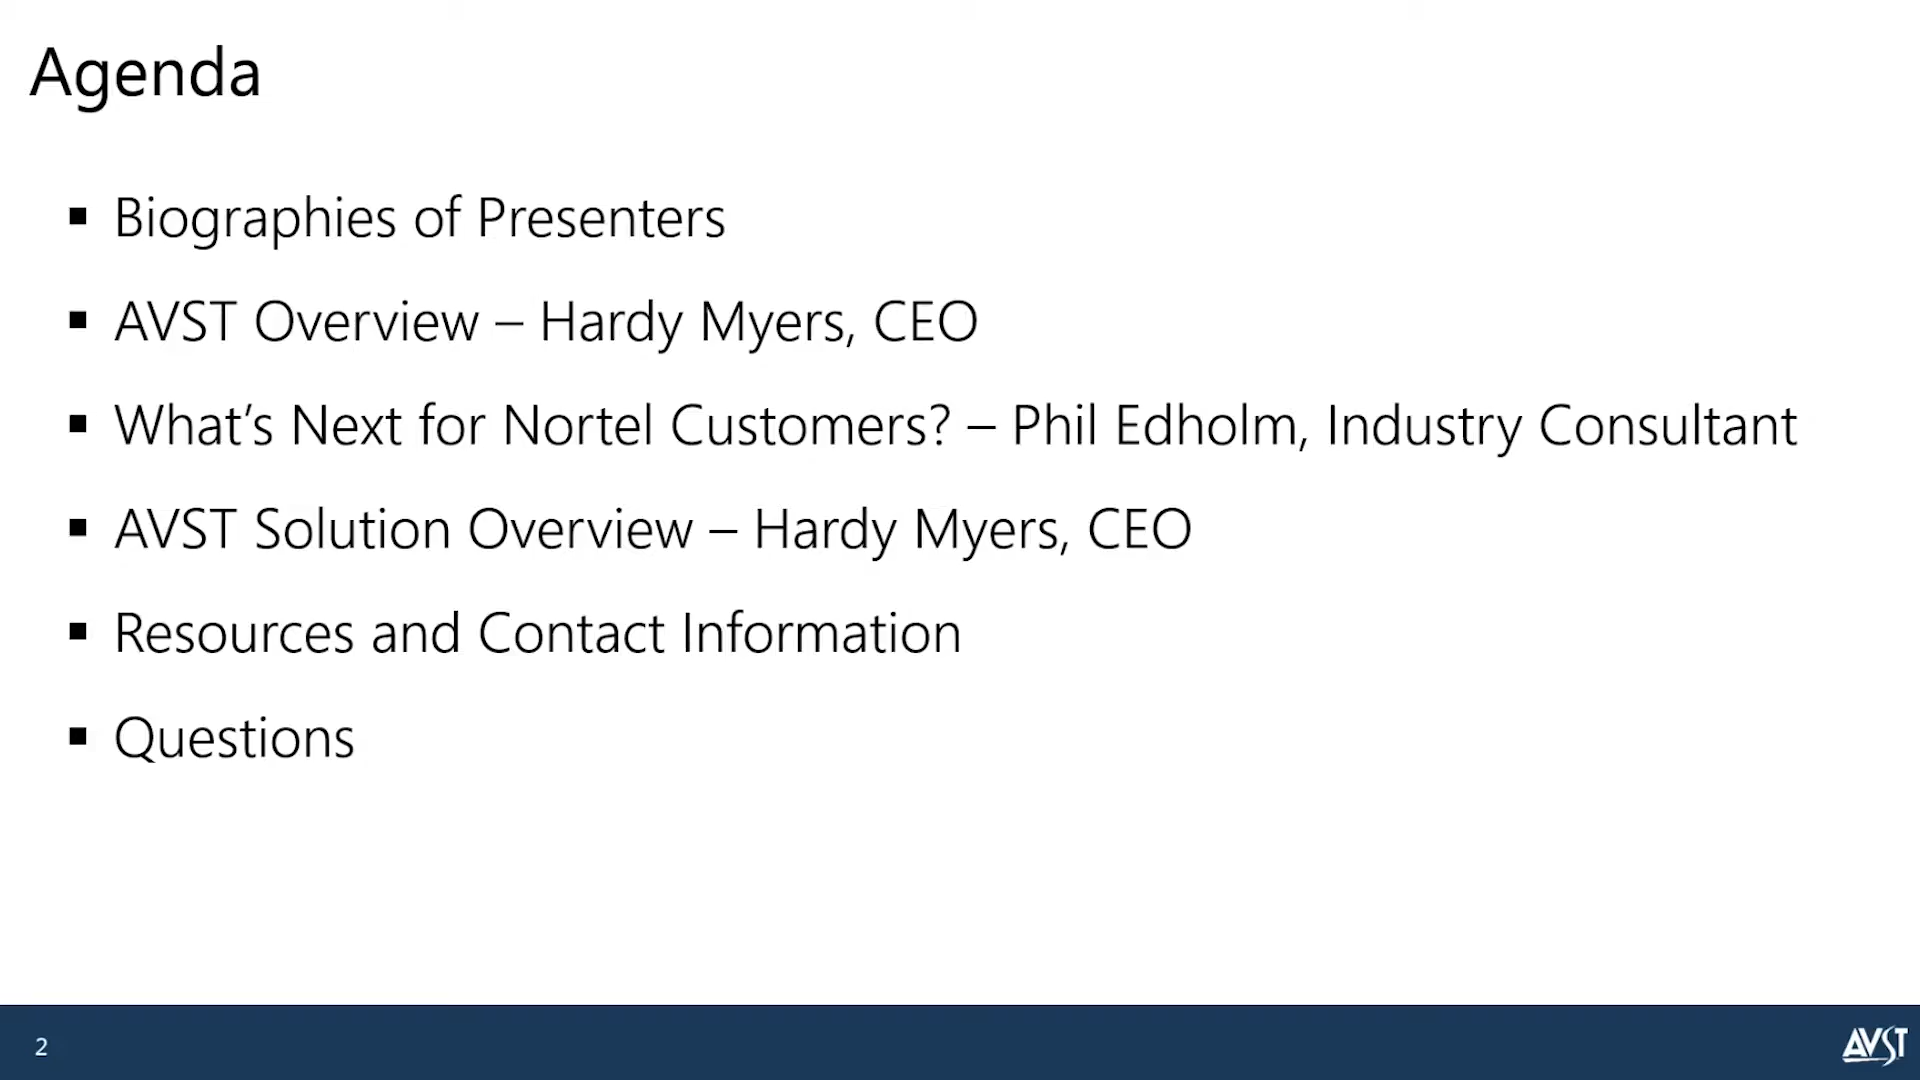 Agenda
▪ Biographies of Presenters
▪ AVST Overview – Hardy Myers, CEO
▪ What’s Next for Nortel Customers? – Phil Edholm, Industry Consultant
▪ AVST Solution Overview – Hardy Myers, CEO
▪ Resources and Contact Information
▪ Questions
2
AVST